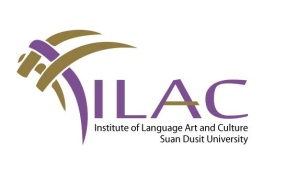 ILAC
Institute of Language Art and Culture
Suan Dusit University